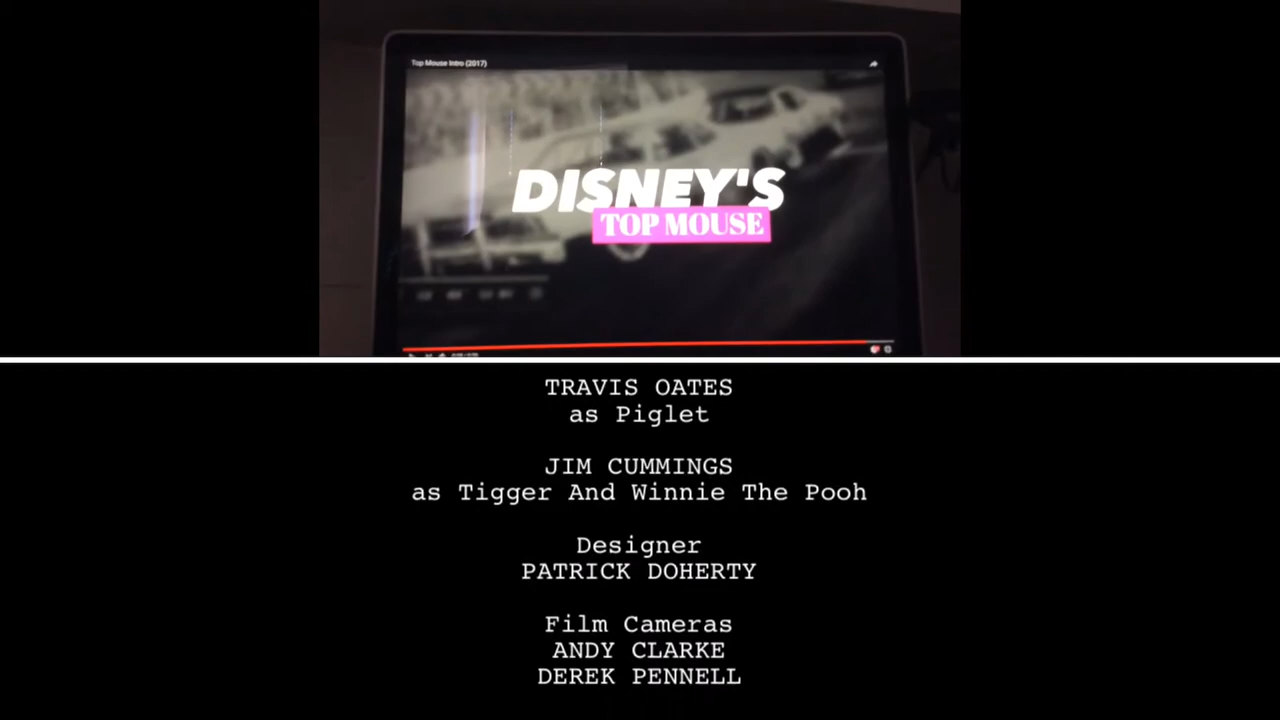 Top Mouse Intro (2017)
DISNEY'S
TOP MOUSE
TRAVIS OATES
as Piglet
JIM CUMMINGS
as Tigger And Winnie The Pooh
Designer
PATRICK DOHERTY
Film Cameras
ANDY CLARKE
DEREK PENNELL